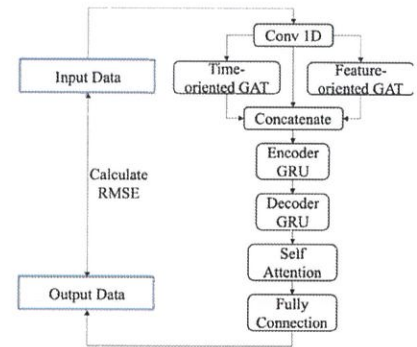 Conv 1D
Input Data
Time-
oriented GAT
Feature-
oriented GAT
Concatenate
Encoder
GRU
Calculate
RMSE
Decoder
GRU
Self
Attention
Output Data
Fully
Connection